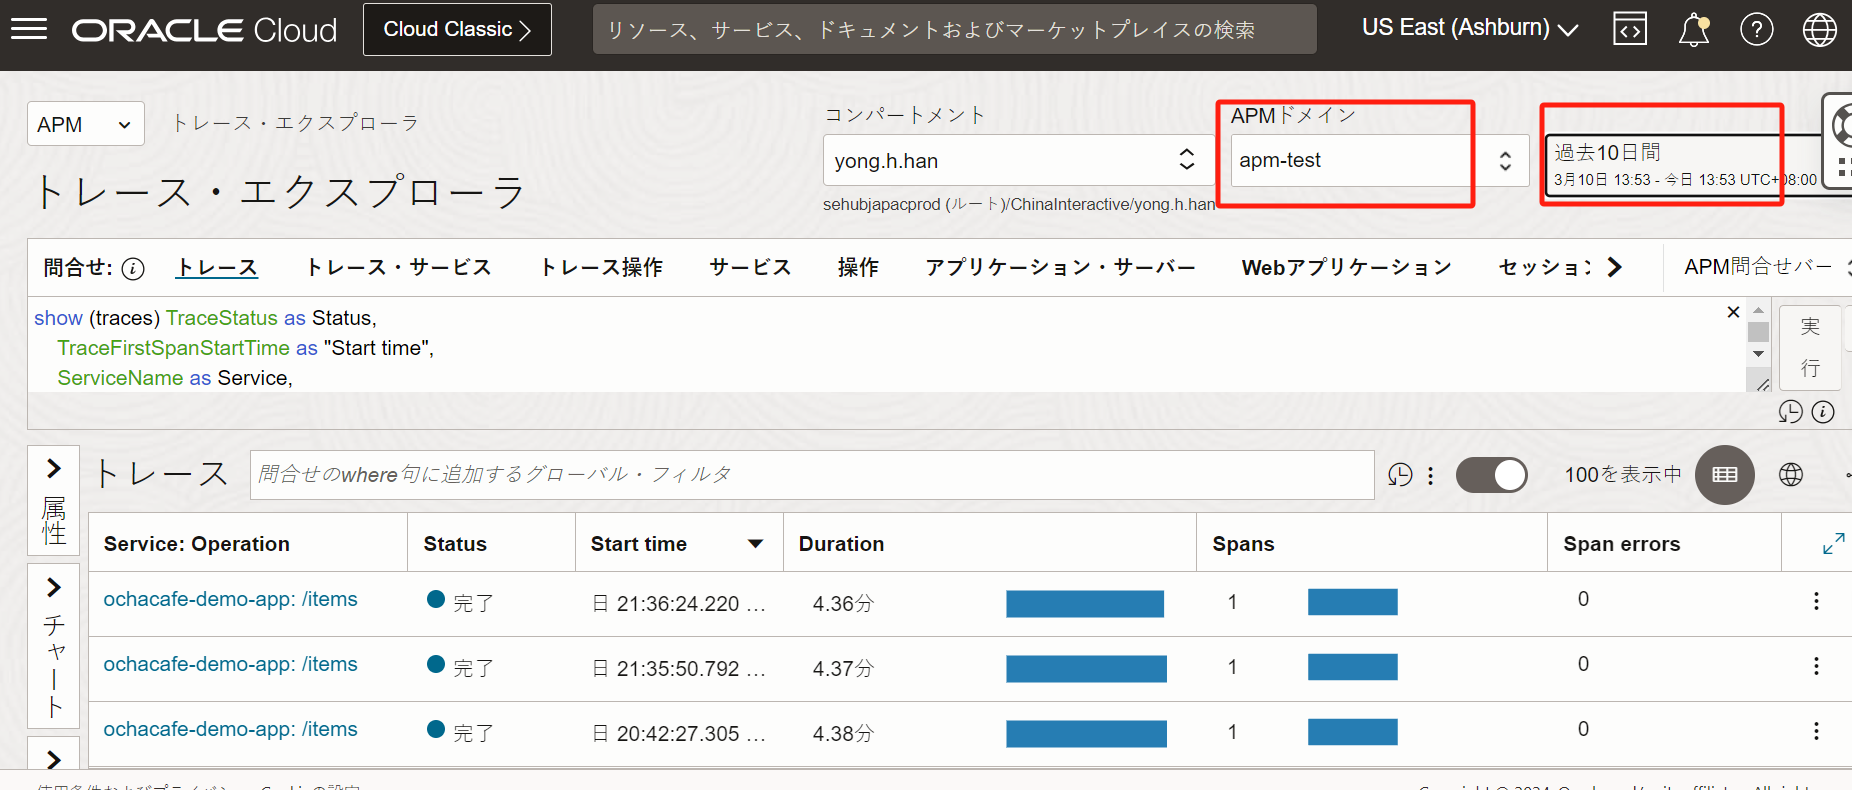 ORACLE Cloud
Cloud Classic
リソース、サービス、ドキュメントおよびマーケットプレイスの検索
US East (Ashburn)
APM
トレース・エクスプローラ
コンパートメント
yong.h.han
sehubjapacprod (ルート)/ChinaInteractive/yong.h.han
APMドメイン
apm-test
過去10日間
3月10日 13:53 - 今日 13:53 UTC+08:00
トレース・エクスプローラ
問合せ:
トレース
トレース・サービス
トレース操作
サービス
操作
アプリケーション・サーバー
Webアプリケーション
セッション
APM問合せバー
show (traces) TraceStatus as Status,
TraceFirstSpanStartTime as "Start time",
ServiceName as Service,
実行
属性
チャート
トレース
問合せのwhere句に追加するグローバル・フィルタ
100を表示中
Service: Operation Status Start time Duration Spans Span errors
ochacafe-demo-app: /items 完了 日 21:36:24.220 ... 4.36分 1 0
ochacafe-demo-app: /items 完了 日 21:35:50.792 ... 4.37分 1 0
ochacafe-demo-app: /items 完了 日 20:42:27.305 ... 4.38分 1 0